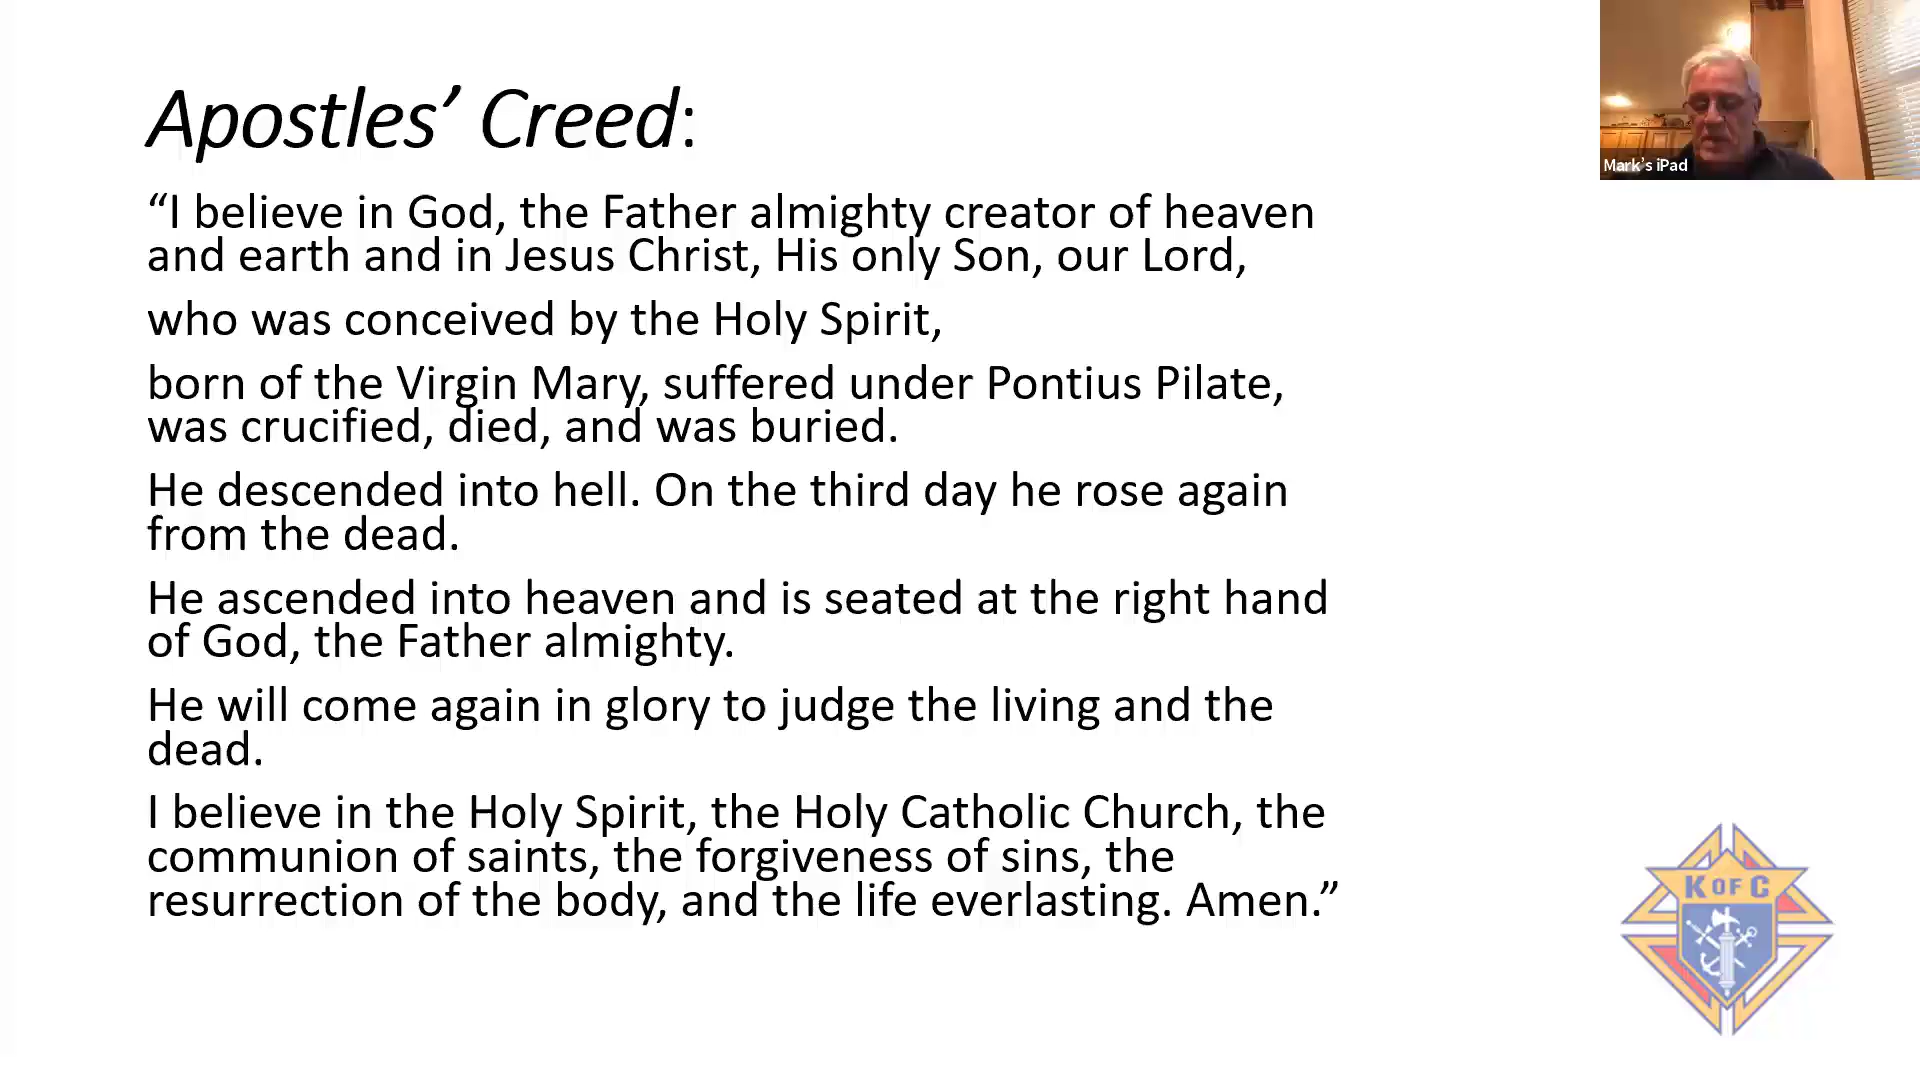 Apostles’ Creed:
“I believe in God, the Father almighty creator of heaven
and earth and in Jesus Christ, His only Son, our Lord,
who was conceived by the Holy Spirit,
born of the Virgin Mary, suffered under Pontius Pilate,
was crucified, died, and was buried.
He descended into hell. On the third day he rose again
from the dead.
He ascended into heaven and is seated at the right hand
of God, the Father almighty.
He will come again in glory to judge the living and the
dead.
I believe in the Holy Spirit, the Holy Catholic Church, the
communion of saints, the forgiveness of sins, the
resurrection of the body, and the life everlasting. Amen.”
Mark’s iPad
K OF C